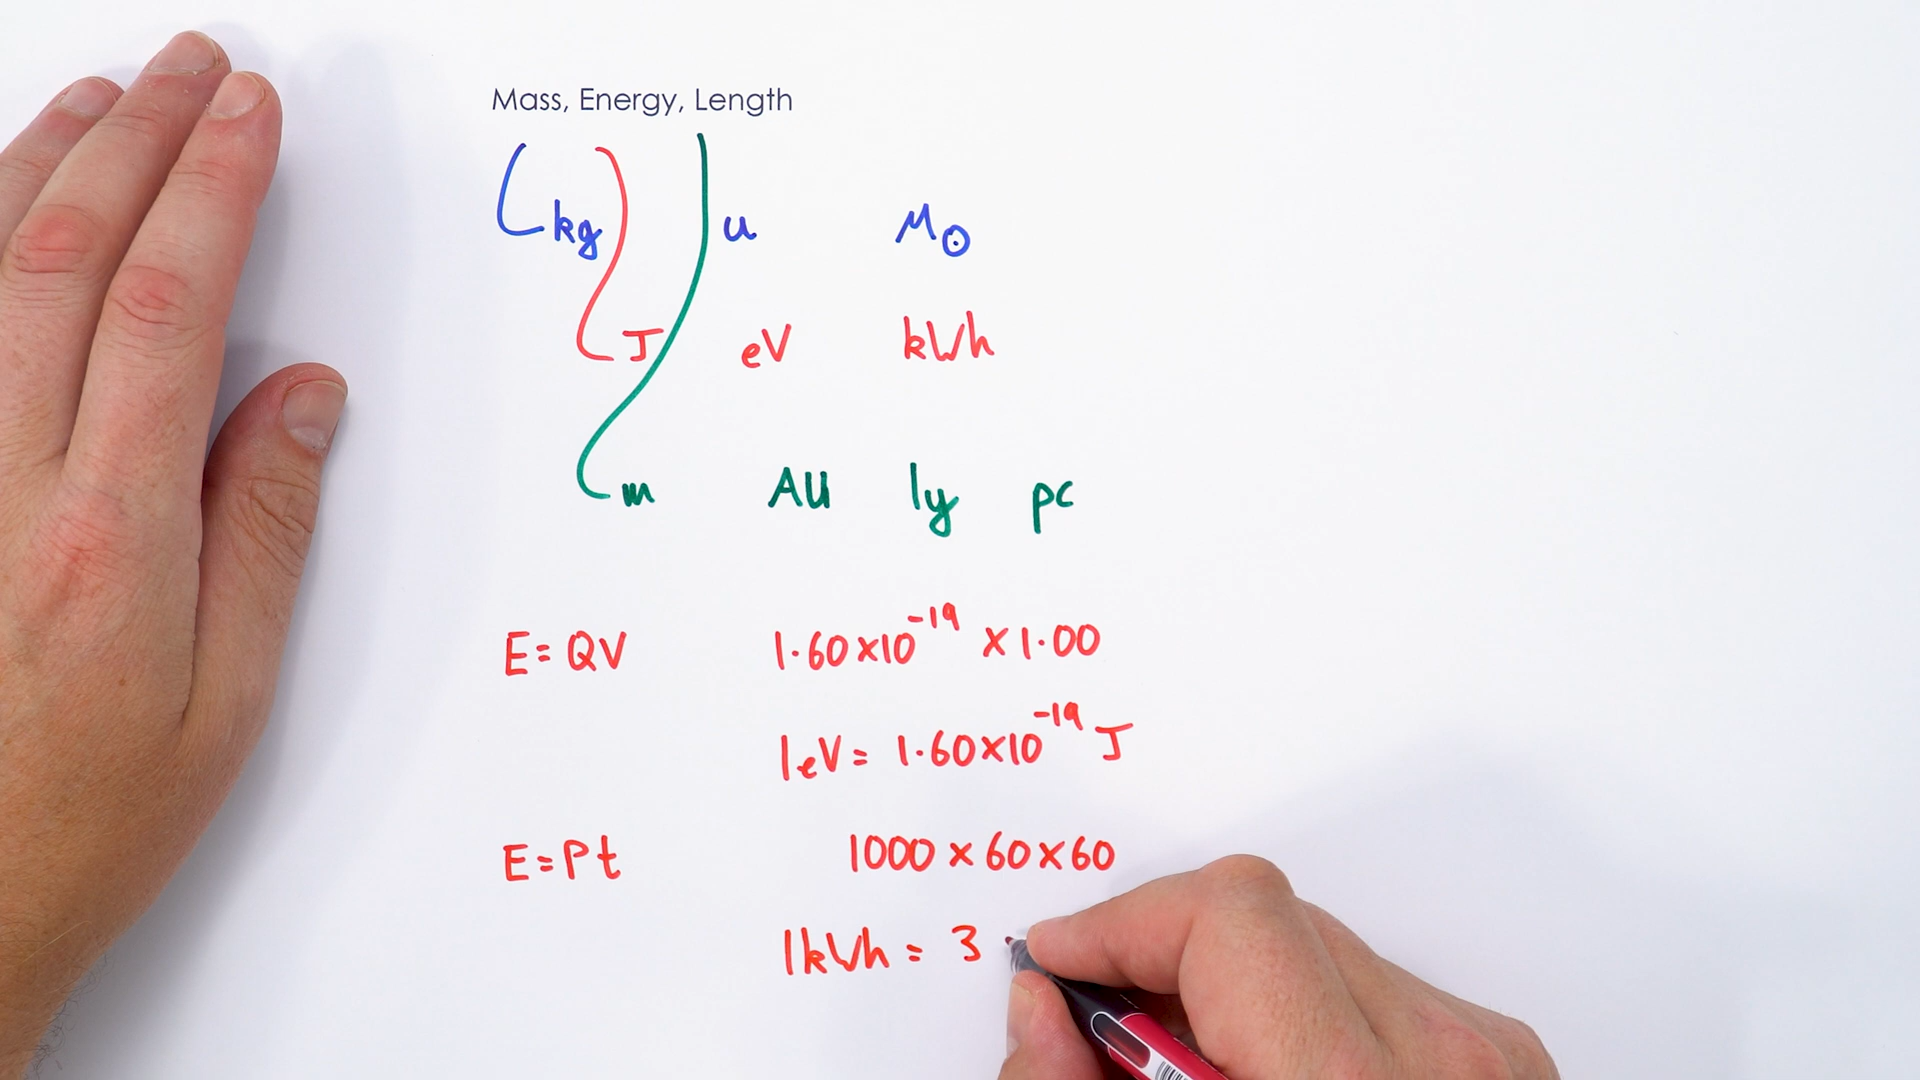 Mass, Energy, Length
kg u M⊙
J eV kWh
m AU ly pc
E=QV 1.60×10⁻¹⁹ ×1.00
1eV= 1.60×10⁻¹⁹ J
E=Pt 1000 × 60 × 60
1kWh = 3